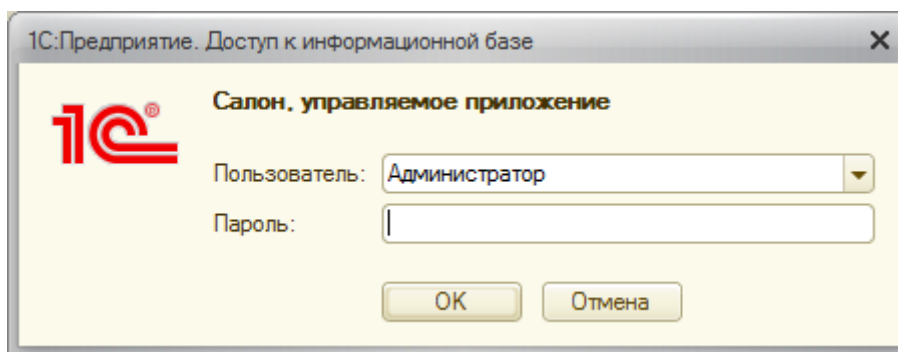 1С:Предприятие. Доступ к информационной базе
1С®
Салон, управляемое приложение
Пользователь: Администратор
Пароль:
OK Отмена